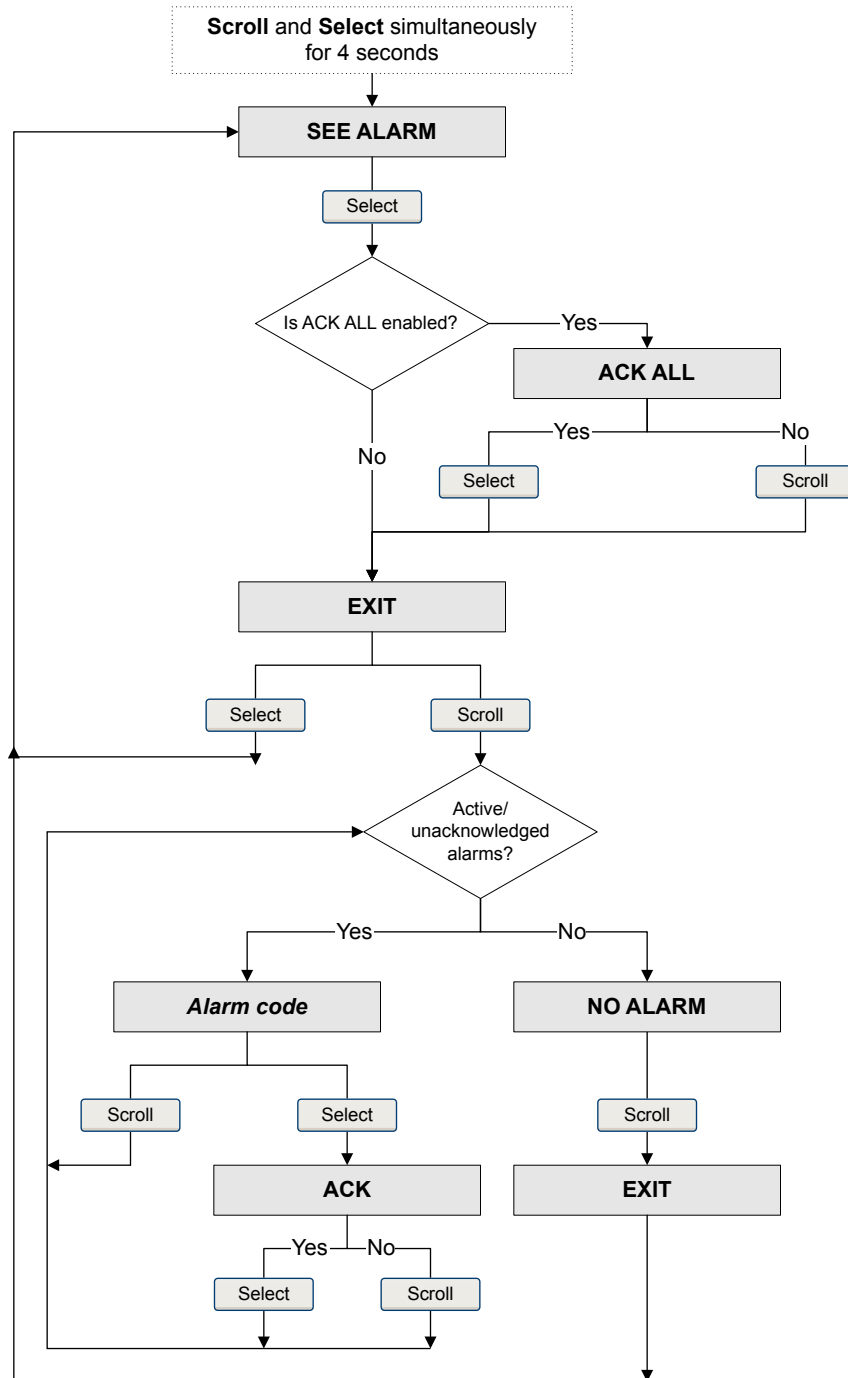 Scroll and Select simultaneously
for 4 seconds
SEE ALARM
Select
Is ACK ALL enabled?
Yes
ACK ALL
No
Yes
No
Select
Scroll
EXIT
Select
Scroll
Active/
unacknowledged
alarms?
Yes
No
Alarm code
NO ALARM
Scroll
Select
Scroll
ACK
EXIT
Yes
No
Select
Scroll